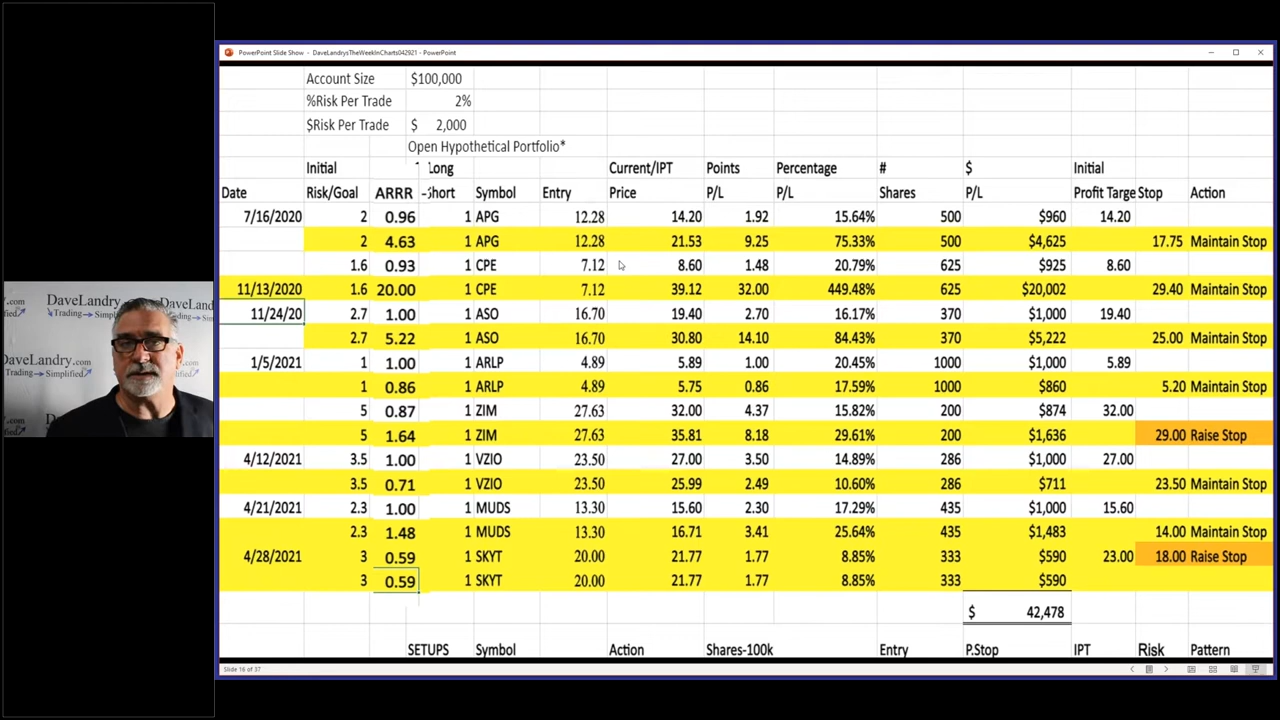 PowerPoint Slide Show - DaveLandrysTheWeekInCharts042921 - PowerPoint
Account Size $100,000
%Risk Per Trade 2%
$Risk Per Trade $ 2,000
Open Hypothetical Portfolio*
Initial Long Current/IPT Points Percentage # $ Initial
Date Risk/Goal ARRR -Short Symbol Entry Price P/L P/L Shares P/L Profit Targe Stop Action
7/16/2020 2 0.96 1 APG 12.28 14.20 1.92 15.64% 500 $960 14.20
2 4.63 1 APG 12.28 21.53 9.25 75.33% 500 $4,625 17.75 Maintain Stop
1.6 0.93 1 CPE 7.12 8.60 1.48 20.79% 625 $925 8.60
11/13/2020 1.6 20.00 1 CPE 7.12 39.12 32.00 449.48% 625 $20,002 29.40 Maintain Stop
11/24/20 2.7 1.00 1 ASO 16.70 19.40 2.70 16.17% 370 $1,000 19.40
2.7 5.22 1 ASO 16.70 30.80 14.10 84.43% 370 $5,222 25.00 Maintain Stop
1/5/2021 1 1.00 1 ARLP 4.89 5.89 1.00 20.45% 1000 $1,000 5.89
1 0.86 1 ARLP 4.89 5.75 0.86 17.59% 1000 $860 5.20 Maintain Stop
5 0.87 1 ZIM 27.63 32.00 4.37 15.82% 200 $874 32.00
5 1.64 1 ZIM 27.63 35.81 8.18 29.61% 200 $1,636 29.00 Raise Stop
4/12/2021 3.5 1.00 1 VZIO 23.50 27.00 3.50 14.89% 286 $1,000 27.00
3.5 0.71 1 VZIO 23.50 25.99 2.49 10.60% 286 $711 23.50 Maintain Stop
4/21/2021 2.3 1.00 1 MUDS 13.30 15.60 2.30 17.29% 435 $1,000 15.60
2.3 1.48 1 MUDS 13.30 16.71 3.41 25.64% 435 $1,483 14.00 Maintain Stop
4/28/2021 3 0.59 1 SKYT 20.00 21.77 1.77 8.85% 333 $590 23.00 18.00 Raise Stop
3 0.59 1 SKYT 20.00 21.77 1.77 8.85% 333 $590
$ 42,478
SETUPS Symbol Action Shares-100k Entry P.Stop IPT Risk Pattern
Slide 16 of 37
DaveLandry.com
Trading Simplified
DaveLandry.com